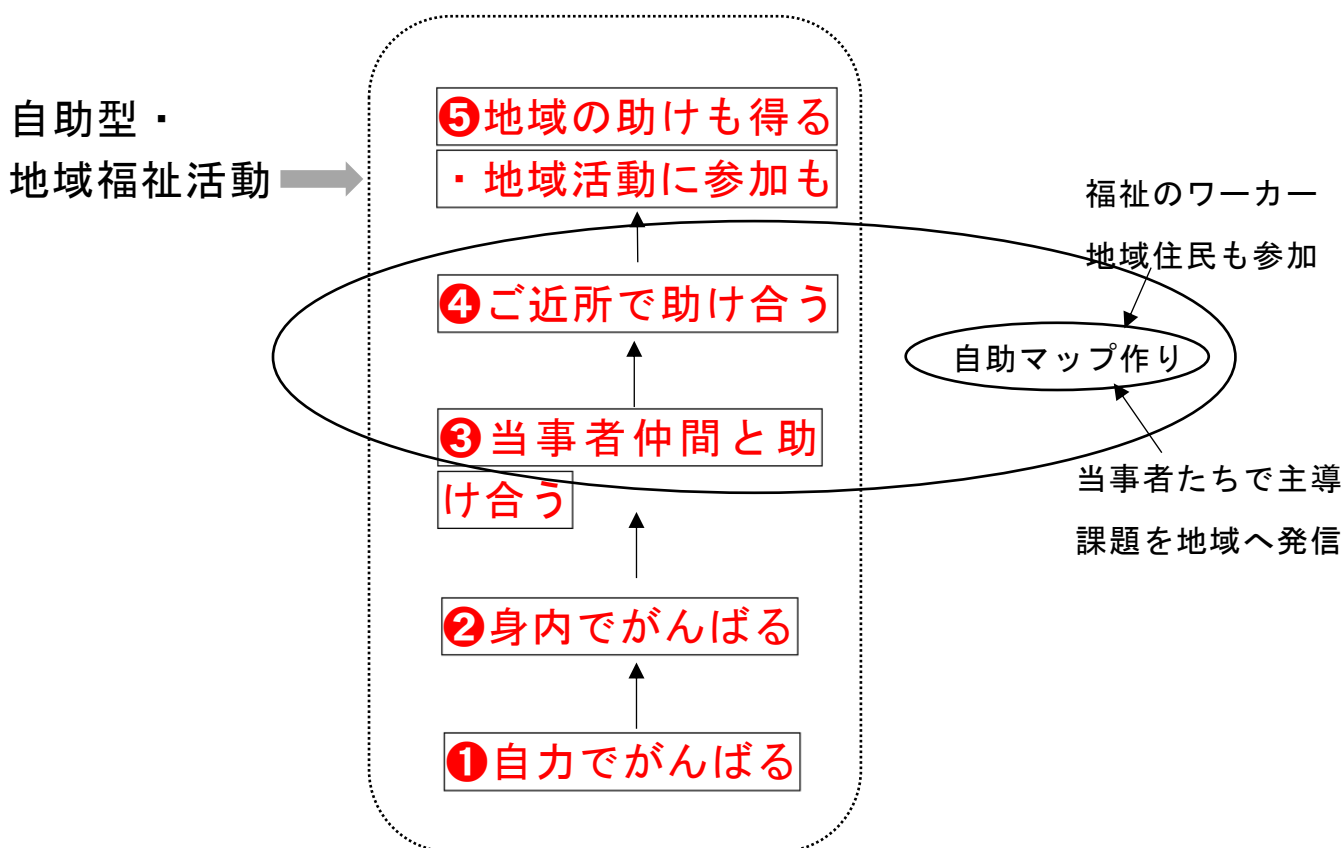 自助型・
地域福祉活動
❺地域の助けも得る
・地域活動に参加も
❹ご近所で助け合う
❸当事者仲間と助
け合う
❷身内でがんばる
❶自力でがんばる
福祉のワーカー
地域住民も参加
自助マップ作り
当事者たちで主導
課題を地域へ発信